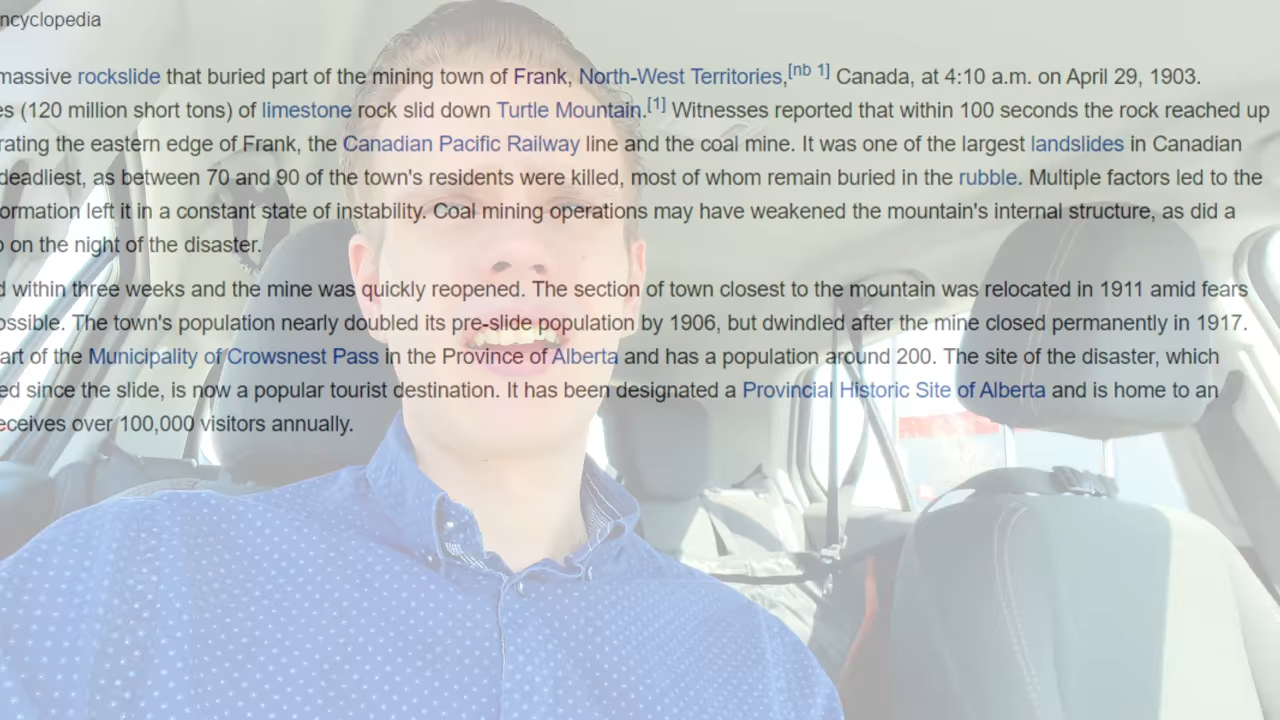 ncyclopedia
massive rockslide that buried part of the mining town of Frank, North-West Territories,[nb 1] Canada, at 4:10 a.m. on April 29, 1903.
es (120 million short tons) of limestone rock slid down Turtle Mountain.[1] Witnesses reported that within 100 seconds the rock reached up
rating the eastern edge of Frank, the Canadian Pacific Railway line and the coal mine. It was one of the largest landslides in Canadian
deadliest, as between 70 and 90 of the town's residents were killed, most of whom remain buried in the rubble. Multiple factors led to the
ormation left it in a constant state of instability. Coal mining operations may have weakened the mountain's internal structure, as did a
p on the night of the disaster.
d within three weeks and the mine was quickly reopened. The section of town closest to the mountain was relocated in 1911 amid fears
ossible. The town's population nearly doubled its pre-slide population by 1906, but dwindled after the mine closed permanently in 1917.
art of the Municipality of Crowsnest Pass in the Province of Alberta and has a population around 200. The site of the disaster, which
ed since the slide, is now a popular tourist destination. It has been designated a Provincial Historic Site of Alberta and is home to an
eceives over 100,000 visitors annually.